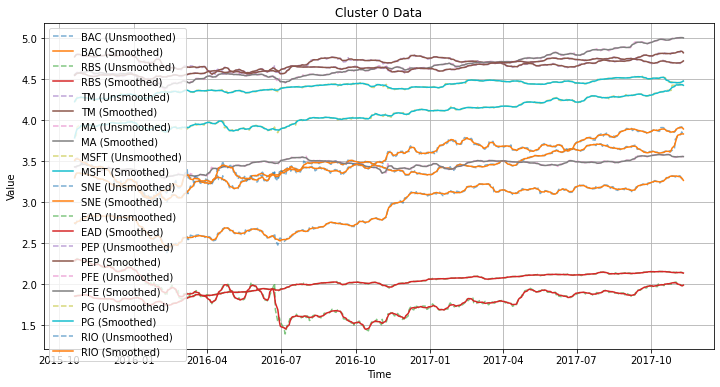 Cluster 0 Data
Value
5.0
4.5
4.0
3.5
3.0
2.5
2.0
1.5
BAC (Unsmoothed)
BAC (Smoothed)
RBS (Unsmoothed)
RBS (Smoothed)
TM (Unsmoothed)
TM (Smoothed)
MA (Unsmoothed)
MA (Smoothed)
MSFT (Unsmoothed)
MSFT (Smoothed)
SNE (Unsmoothed)
SNE (Smoothed)
EAD (Unsmoothed)
EAD (Smoothed)
PEP (Unsmoothed)
PEP (Smoothed)
PFE (Unsmoothed)
PFE (Smoothed)
PG (Unsmoothed)
PG (Smoothed)
RIO (Unsmoothed)
RIO (Smoothed)
2015-10 2016-01 2016-04 2016-07 2016-10 2017-01 2017-04 2017-07 2017-10
Time